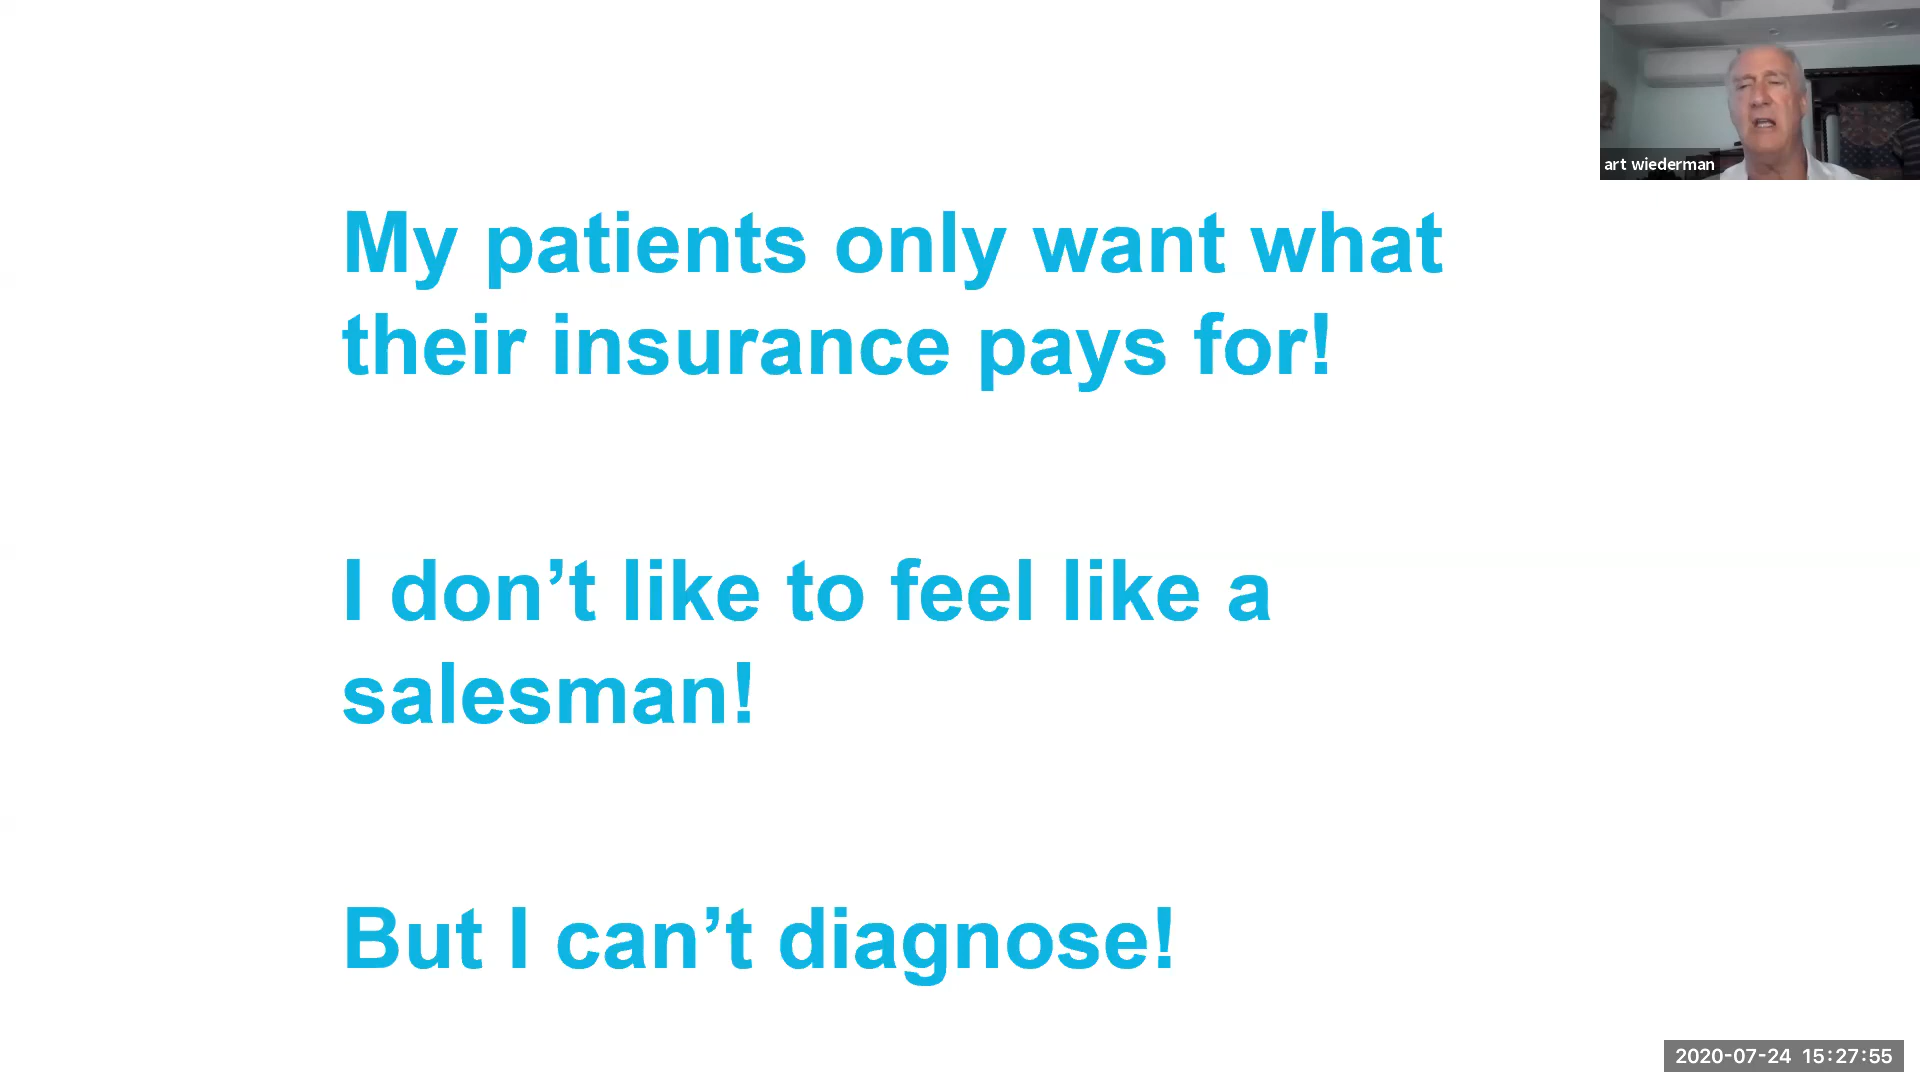 art wiederman
My patients only want what
their insurance pays for!
I don’t like to feel like a
salesman!
But I can’t diagnose!
2020-07-24 15:27:55